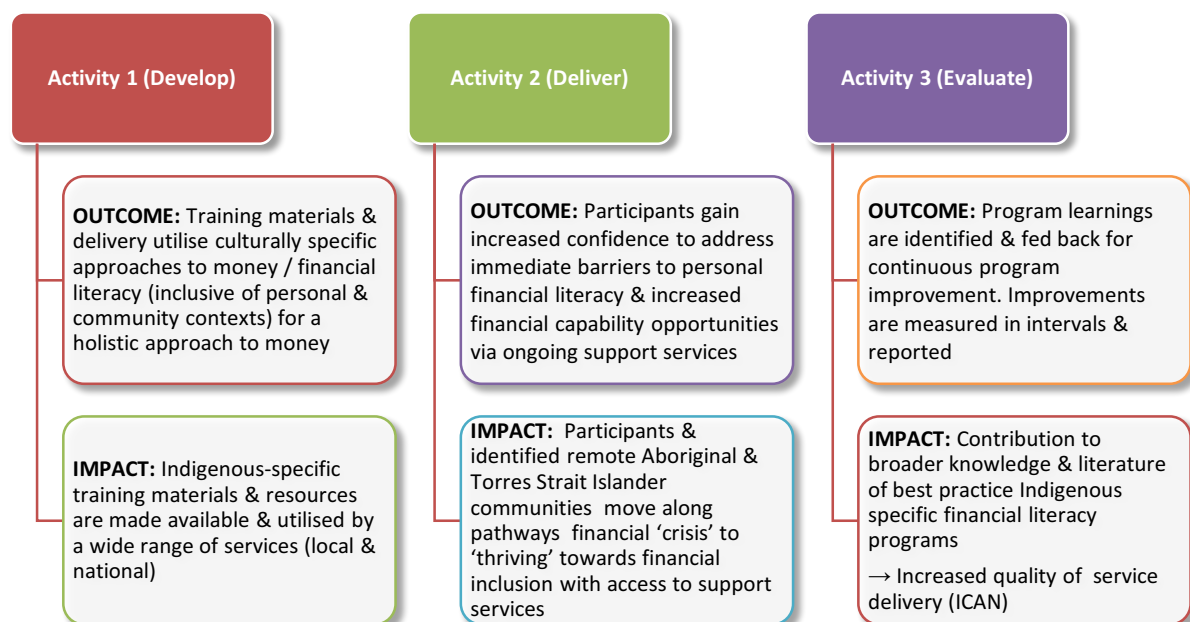 Activity 1 (Develop)
OUTCOME: Training materials &
delivery utilise culturally specific
approaches to money / financial
literacy (inclusive of personal &
community contexts) for a
holistic approach to money
IMPACT: Indigenous-specific
training materials & resources
are made available & utilised by
a wide range of services (local &
national)
Activity 2 (Deliver)
OUTCOME: Participants gain
increased confidence to address
immediate barriers to personal
financial literacy & increased
financial capability opportunities
via ongoing support services
IMPACT: Participants &
identified remote Aboriginal &
Torres Strait Islander
communities move along
pathways financial ‘crisis’ to
‘thriving’ towards financial
inclusion with access to support
services
Activity 3 (Evaluate)
OUTCOME: Program learnings
are identified & fed back for
continuous program
improvement. Improvements
are measured in intervals &
reported
IMPACT: Contribution to
broader knowledge & literature
of best practice Indigenous
specific financial literacy
programs
→ Increased quality of service
delivery (ICAN)